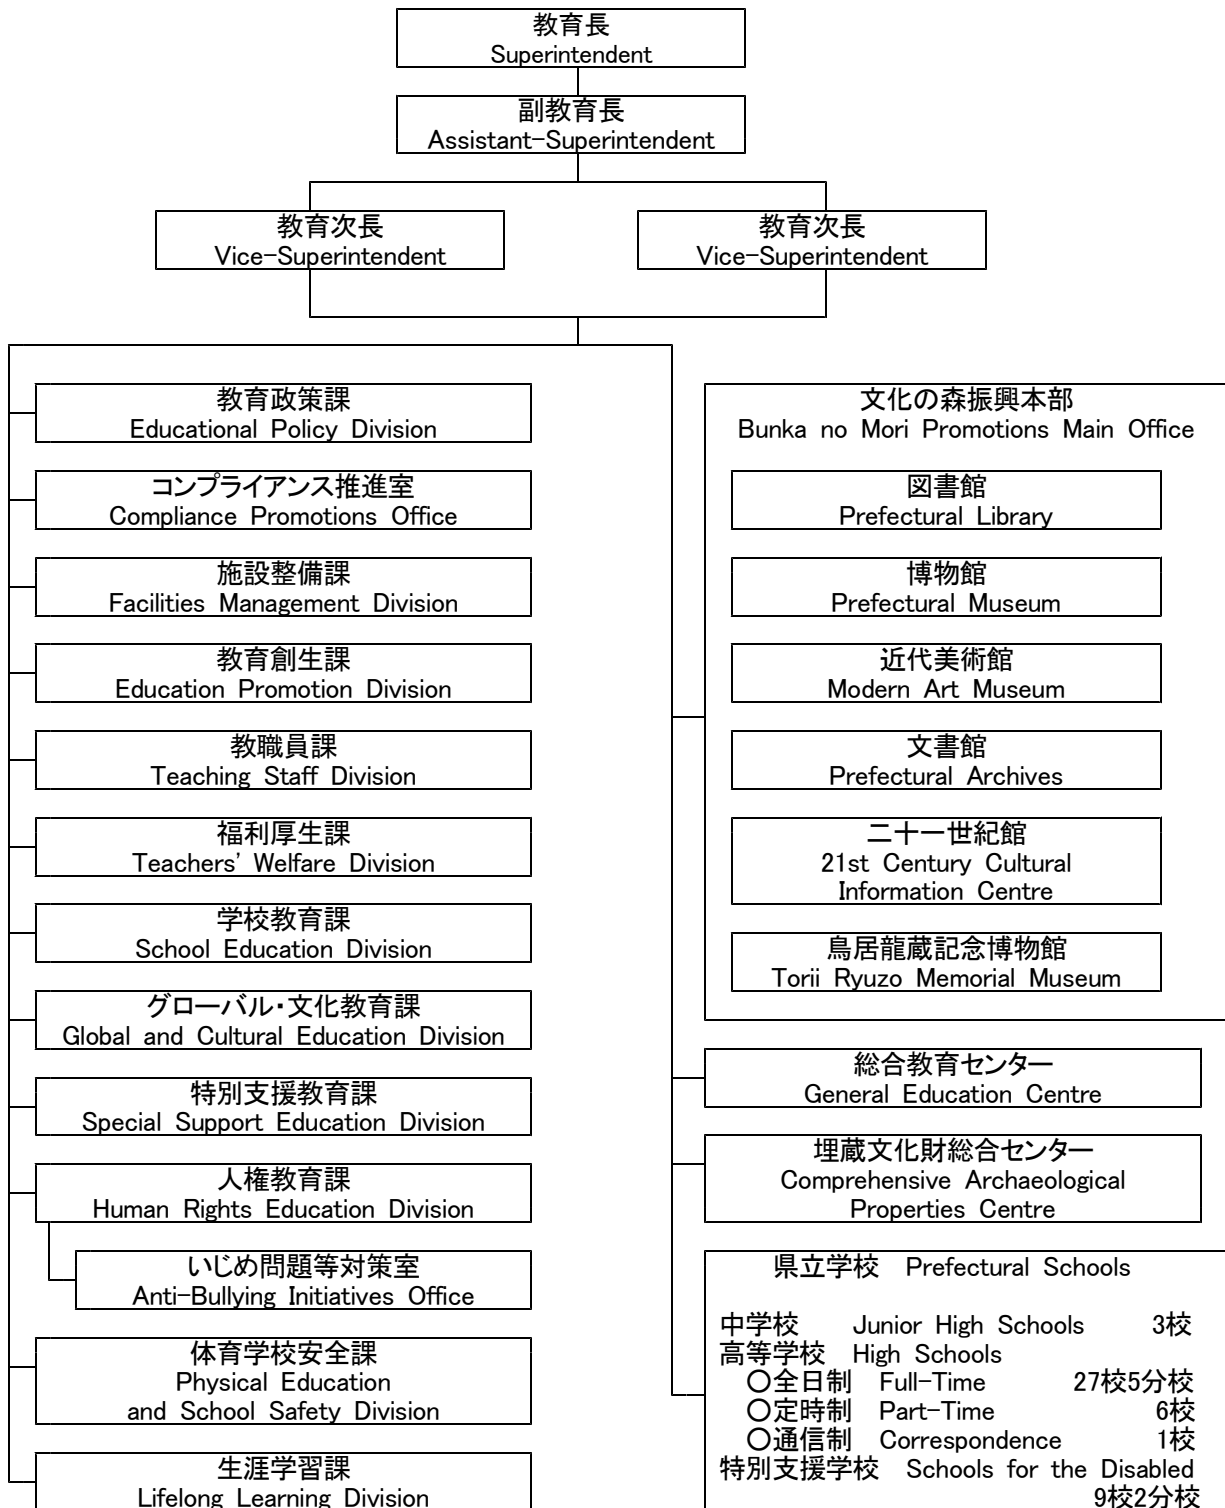 教育長
Superintendent
副教育長
Assistant-Superintendent
教育次長
Vice-Superintendent
教育次長
Vice-Superintendent
教育政策課
Educational Policy Division
コンプライアンス推進室
Compliance Promotions Office
施設整備課
Facilities Management Division
教育創生課
Education Promotion Division
教職員課
Teaching Staff Division
福利厚生課
Teachers' Welfare Division
学校教育課
School Education Division
グローバル・文化教育課
Global and Cultural Education Division
特別支援教育課
Special Support Education Division
人権教育課
Human Rights Education Division
いじめ問題等対策室
Anti-Bullying Initiatives Office
体育学校安全課
Physical Education
and School Safety Division
生涯学習課
Lifelong Learning Division
文化の森振興本部
Bunka no Mori Promotions Main Office
図書館
Prefectural Library
博物館
Prefectural Museum
近代美術館
Modern Art Museum
文書館
Prefectural Archives
二十一世紀館
21st Century Cultural
Information Centre
鳥居龍蔵記念博物館
Torii Ryuzo Memorial Museum
総合教育センター
General Education Centre
埋蔵文化財総合センター
Comprehensive Archaeological
Properties Centre
県立学校 Prefectural Schools
中学校 Junior High Schools 3校
高等学校 High Schools
○全日制 Full-Time 27校5分校
○定時制 Part-Time 6校
○通信制 Correspondence 1校
特別支援学校 Schools for the Disabled
9校2分校